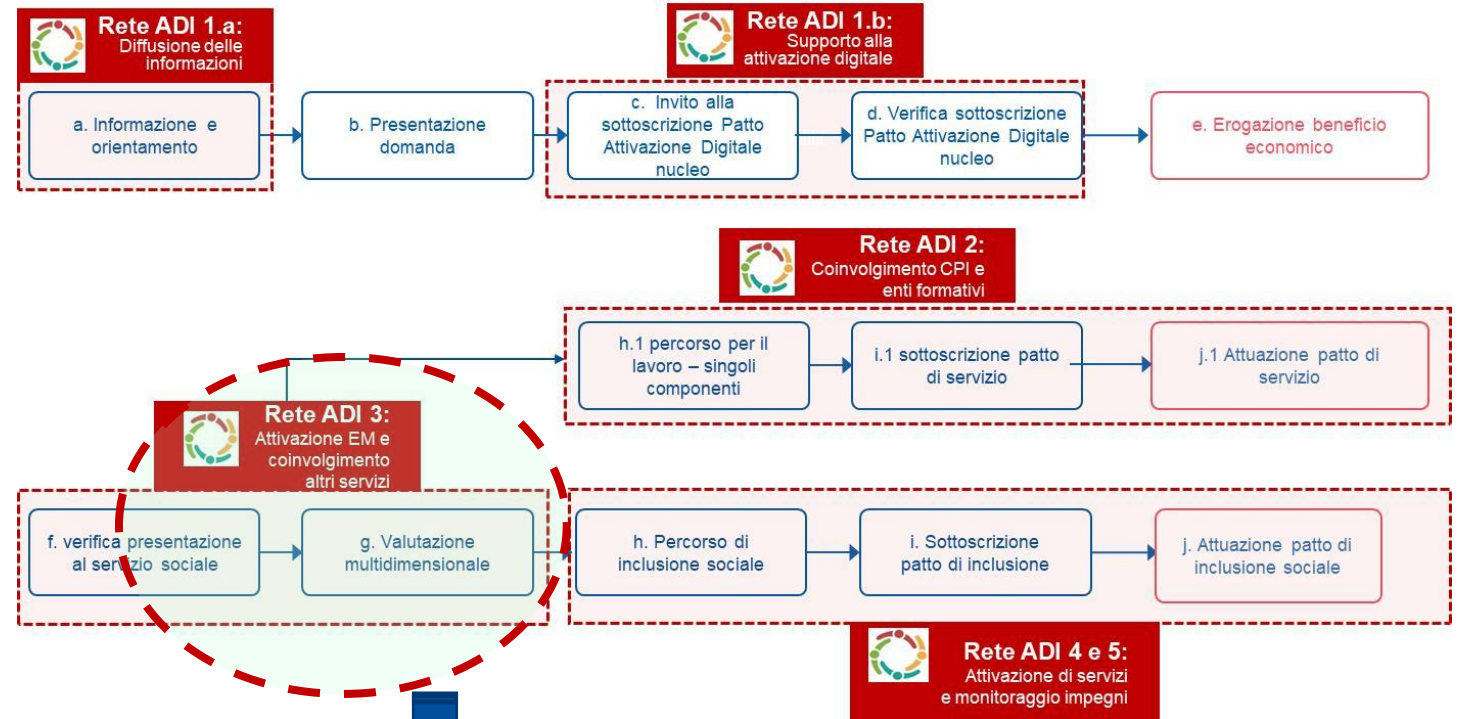 Rete ADI 1.a:
Diffusione delle
informazioni
Rete ADI 1.b:
Supporto alla
attivazione digitale
a. Informazione e
orientamento
b. Presentazione
domanda
c. Invito alla
sottoscrizione Patto
Attivazione Digitale
nucleo
d. Verifica sottoscrizione
Patto Attivazione Digitale
nucleo
e. Erogazione beneficio
economico
Rete ADI 2:
Coinvolgimento CPI e
enti formativi
h.1 percorso per il
lavoro – singoli
componenti
i.1 sottoscrizione patto
di servizio
j.1 Attuazione patto di
servizio
Rete ADI 3:
Attivazione EM e
coinvolgimento
altri servizi
f. verifica presentazione
al servizio sociale
g. Valutazione
multidimensionale
h. Percorso di
inclusione sociale
i. Sottoscrizione
patto di inclusione
j. Attuazione patto di
inclusione sociale
Rete ADI 4 e 5:
Attivazione di servizi
e monitoraggio impegni